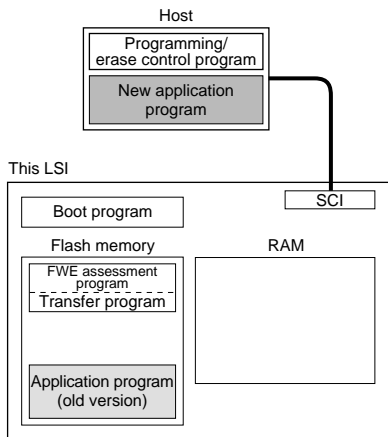 Host
Programming/
erase control program
New application
program
This LSI
SCI
Boot program
Flash memory
RAM
FWE assessment
program
Transfer program
Application program
(old version)